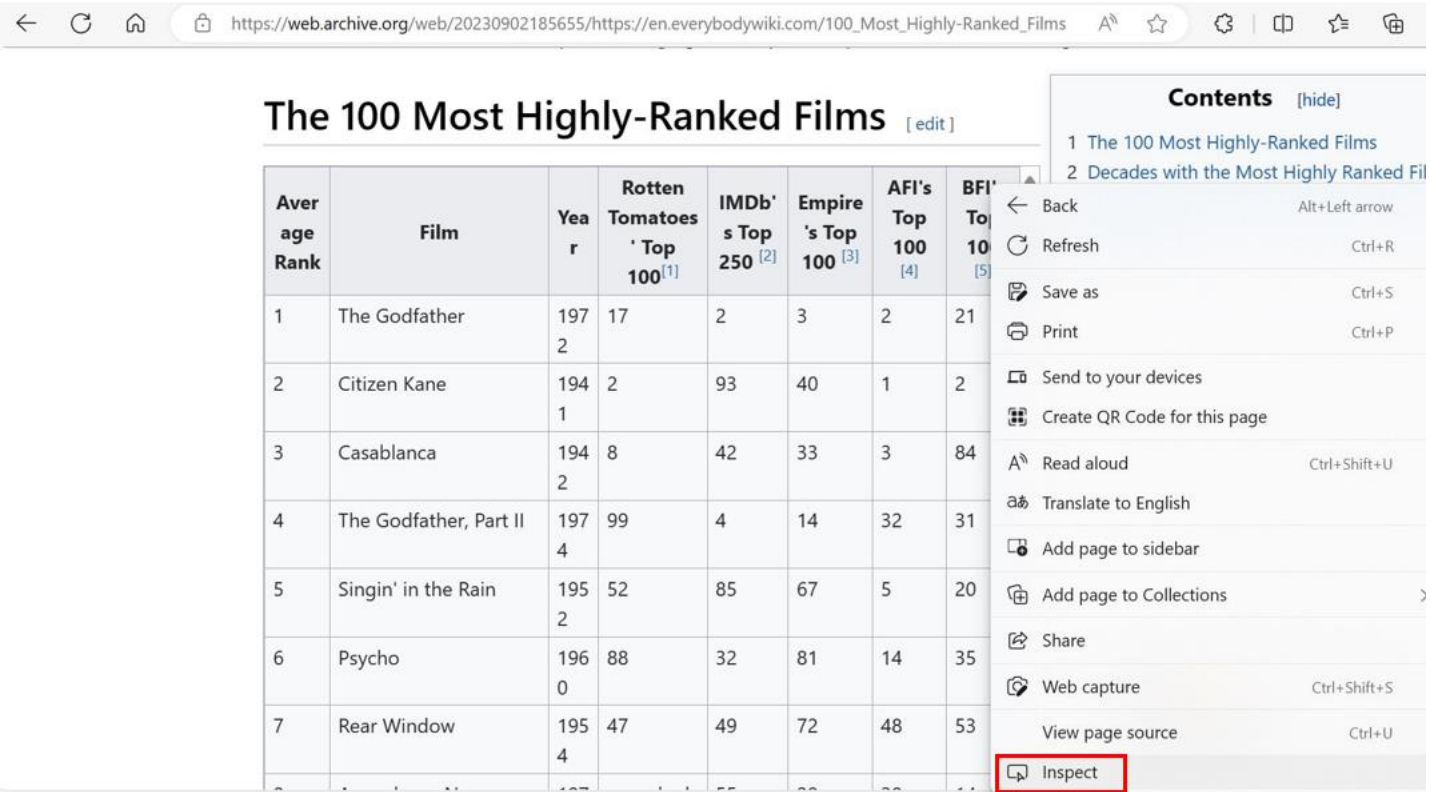 https://web.archive.org/web/20230902185655/https://en.everybodywiki.com/100_Most_Highly-Ranked_Films
The 100 Most Highly-Ranked Films [ edit ]
Contents [hide]
1 The 100 Most Highly-Ranked Films
2 Decades with the Most Highly Ranked Fil
Aver
age
Rank
Film
Yea
r
Rotten
Tomatoes
' Top
100[1]
IMDb'
s Top
250 [2]
Empire
's Top
100 [3]
AFI's
Top
100
[4]
BFI'
To
10
[5]
1 The Godfather 197
2 17 2 3 2 21
2 Citizen Kane 194
1 2 93 40 1 2
3 Casablanca 194
2 8 42 33 3 84
4 The Godfather, Part II 197
4 99 4 14 32 31
5 Singin' in the Rain 195
2 52 85 67 5 20
6 Psycho 196
0 88 32 81 14 35
7 Rear Window 195
4 47 49 72 48 53
Back Alt+Left arrow
Refresh Ctrl+R
Save as Ctrl+S
Print Ctrl+P
Send to your devices
Create QR Code for this page
Read aloud Ctrl+Shift+U
Translate to English
Add page to sidebar
Add page to Collections
Share
Web capture Ctrl+Shift+S
View page source Ctrl+U
Inspect